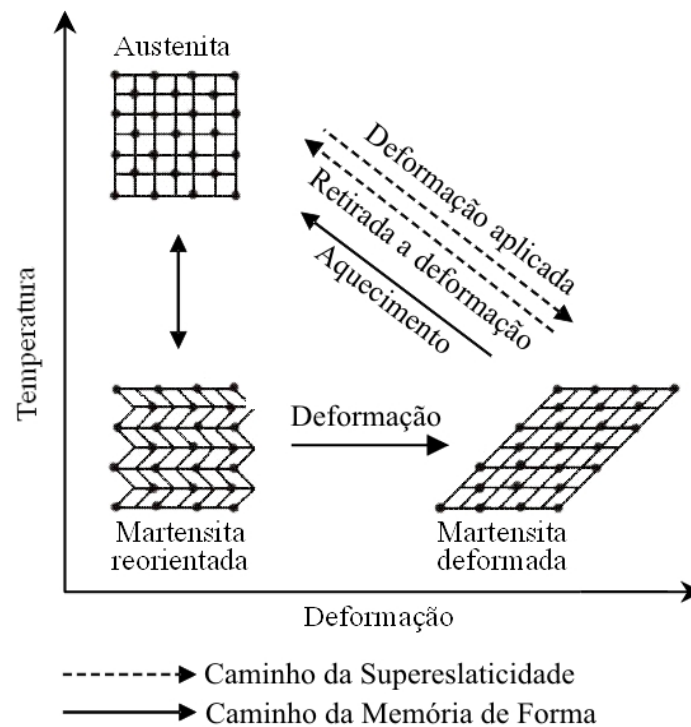 Austenita
Deformação aplicada
Retirada a deformação
Aquecimento
Temperatura
Deformação
Martensita
reorientada
Martensita
deformada
Deformação
Caminho da Supereslaticidade
Caminho da Memória de Forma